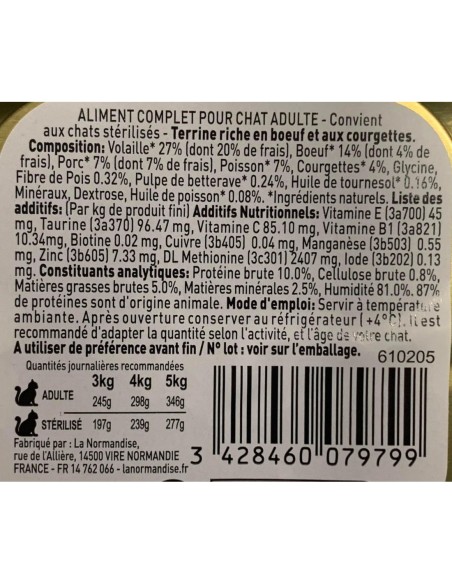 ALIMENT COMPLET POUR CHAT ADULTE - Convient
aux chats stérilisés - Terrine riche en boeuf et aux courgettes.
Composition: Volaille* 27% (dont 20% de frais), Boeuf* 14% (dont 4% de
frais), Porc* 7% (dont 7% de frais), Poisson* 7%, Courgettes* 4%, Glycine,
Fibre de Pois 0.32%, Pulpe de betterave* 0.24%, Huile de tournesol* 0.16%,
Minéraux, Dextrose, Huile de poisson* 0.08%. *Ingrédients naturels. Liste des
additifs: (Par kg de produit fini) Additifs Nutritionnels: Vitamine E (3a700) 45
mg, Taurine (3a370) 96.47 mg, Vitamine C 85.10 mg, Vitamine B1 (3a821)
10.34mg, Biotine 0.02 mg, Cuivre (3b405) 0.04 mg, Manganèse (3b503) 0.55
mg, Zinc (3b605) 7.33 mg, DL Methionine (3c301) 2407 mg, Iode (3b202) 0.13
mg. Constituants analytiques: Protéine brute 10.0%, Cellulose brute 0.8%,
Matières grasses brutes 5.0%, Matières minérales 2.5%, Humidité 81.0%. 87%
de protéines sont d'origine animale. Mode d'emploi: Servir à température
ambiante. Après ouverture conserver au réfrigérateur (+4°C). Il est
recommandé d'adapter la quantité selon l'activité, et l'âge de votre chat.
A utiliser de préférence avant fin / N° lot : voir sur l'emballage.
610205
Quantités journalières recommandées
3kg 4kg 5kg
ADULTE 245g 298g 346g
STÉRILISÉ 197g 239g 277g
Fabriqué par : La Normandise,
rue de l'Allière, 14500 VIRE NORMANDIE
FRANCE - FR 14 762 066 - lanormandise.fr
3 428460 079799